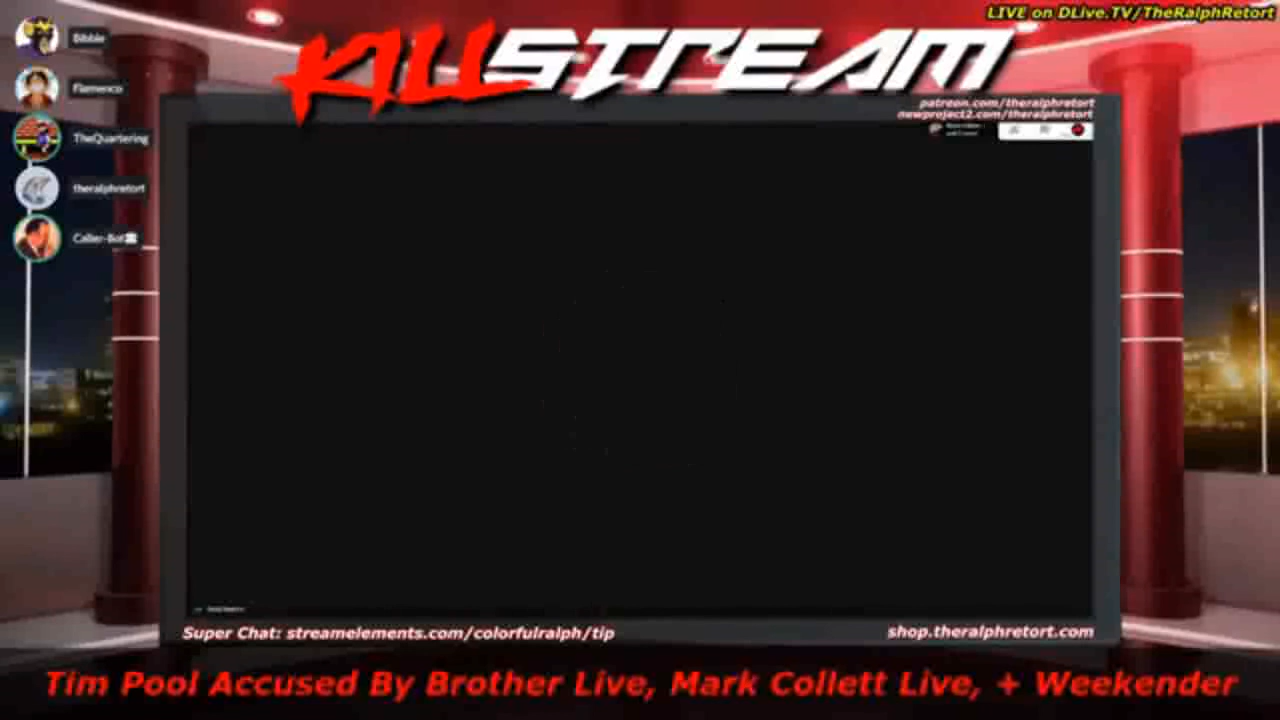 LIVE on DLive.TV/TheRalphRetort
KILLSTREAM
Bibble
Flamenco
TheQuartering
theralphretort
Caller-Bot
patreon.com/theralphretort
newproject2.com/theralphretort
Super Chat: streamelements.com/colorfulralph/tip
shop.theralphretort.com
Tim Pool Accused By Brother Live, Mark Collett Live, + Weekender